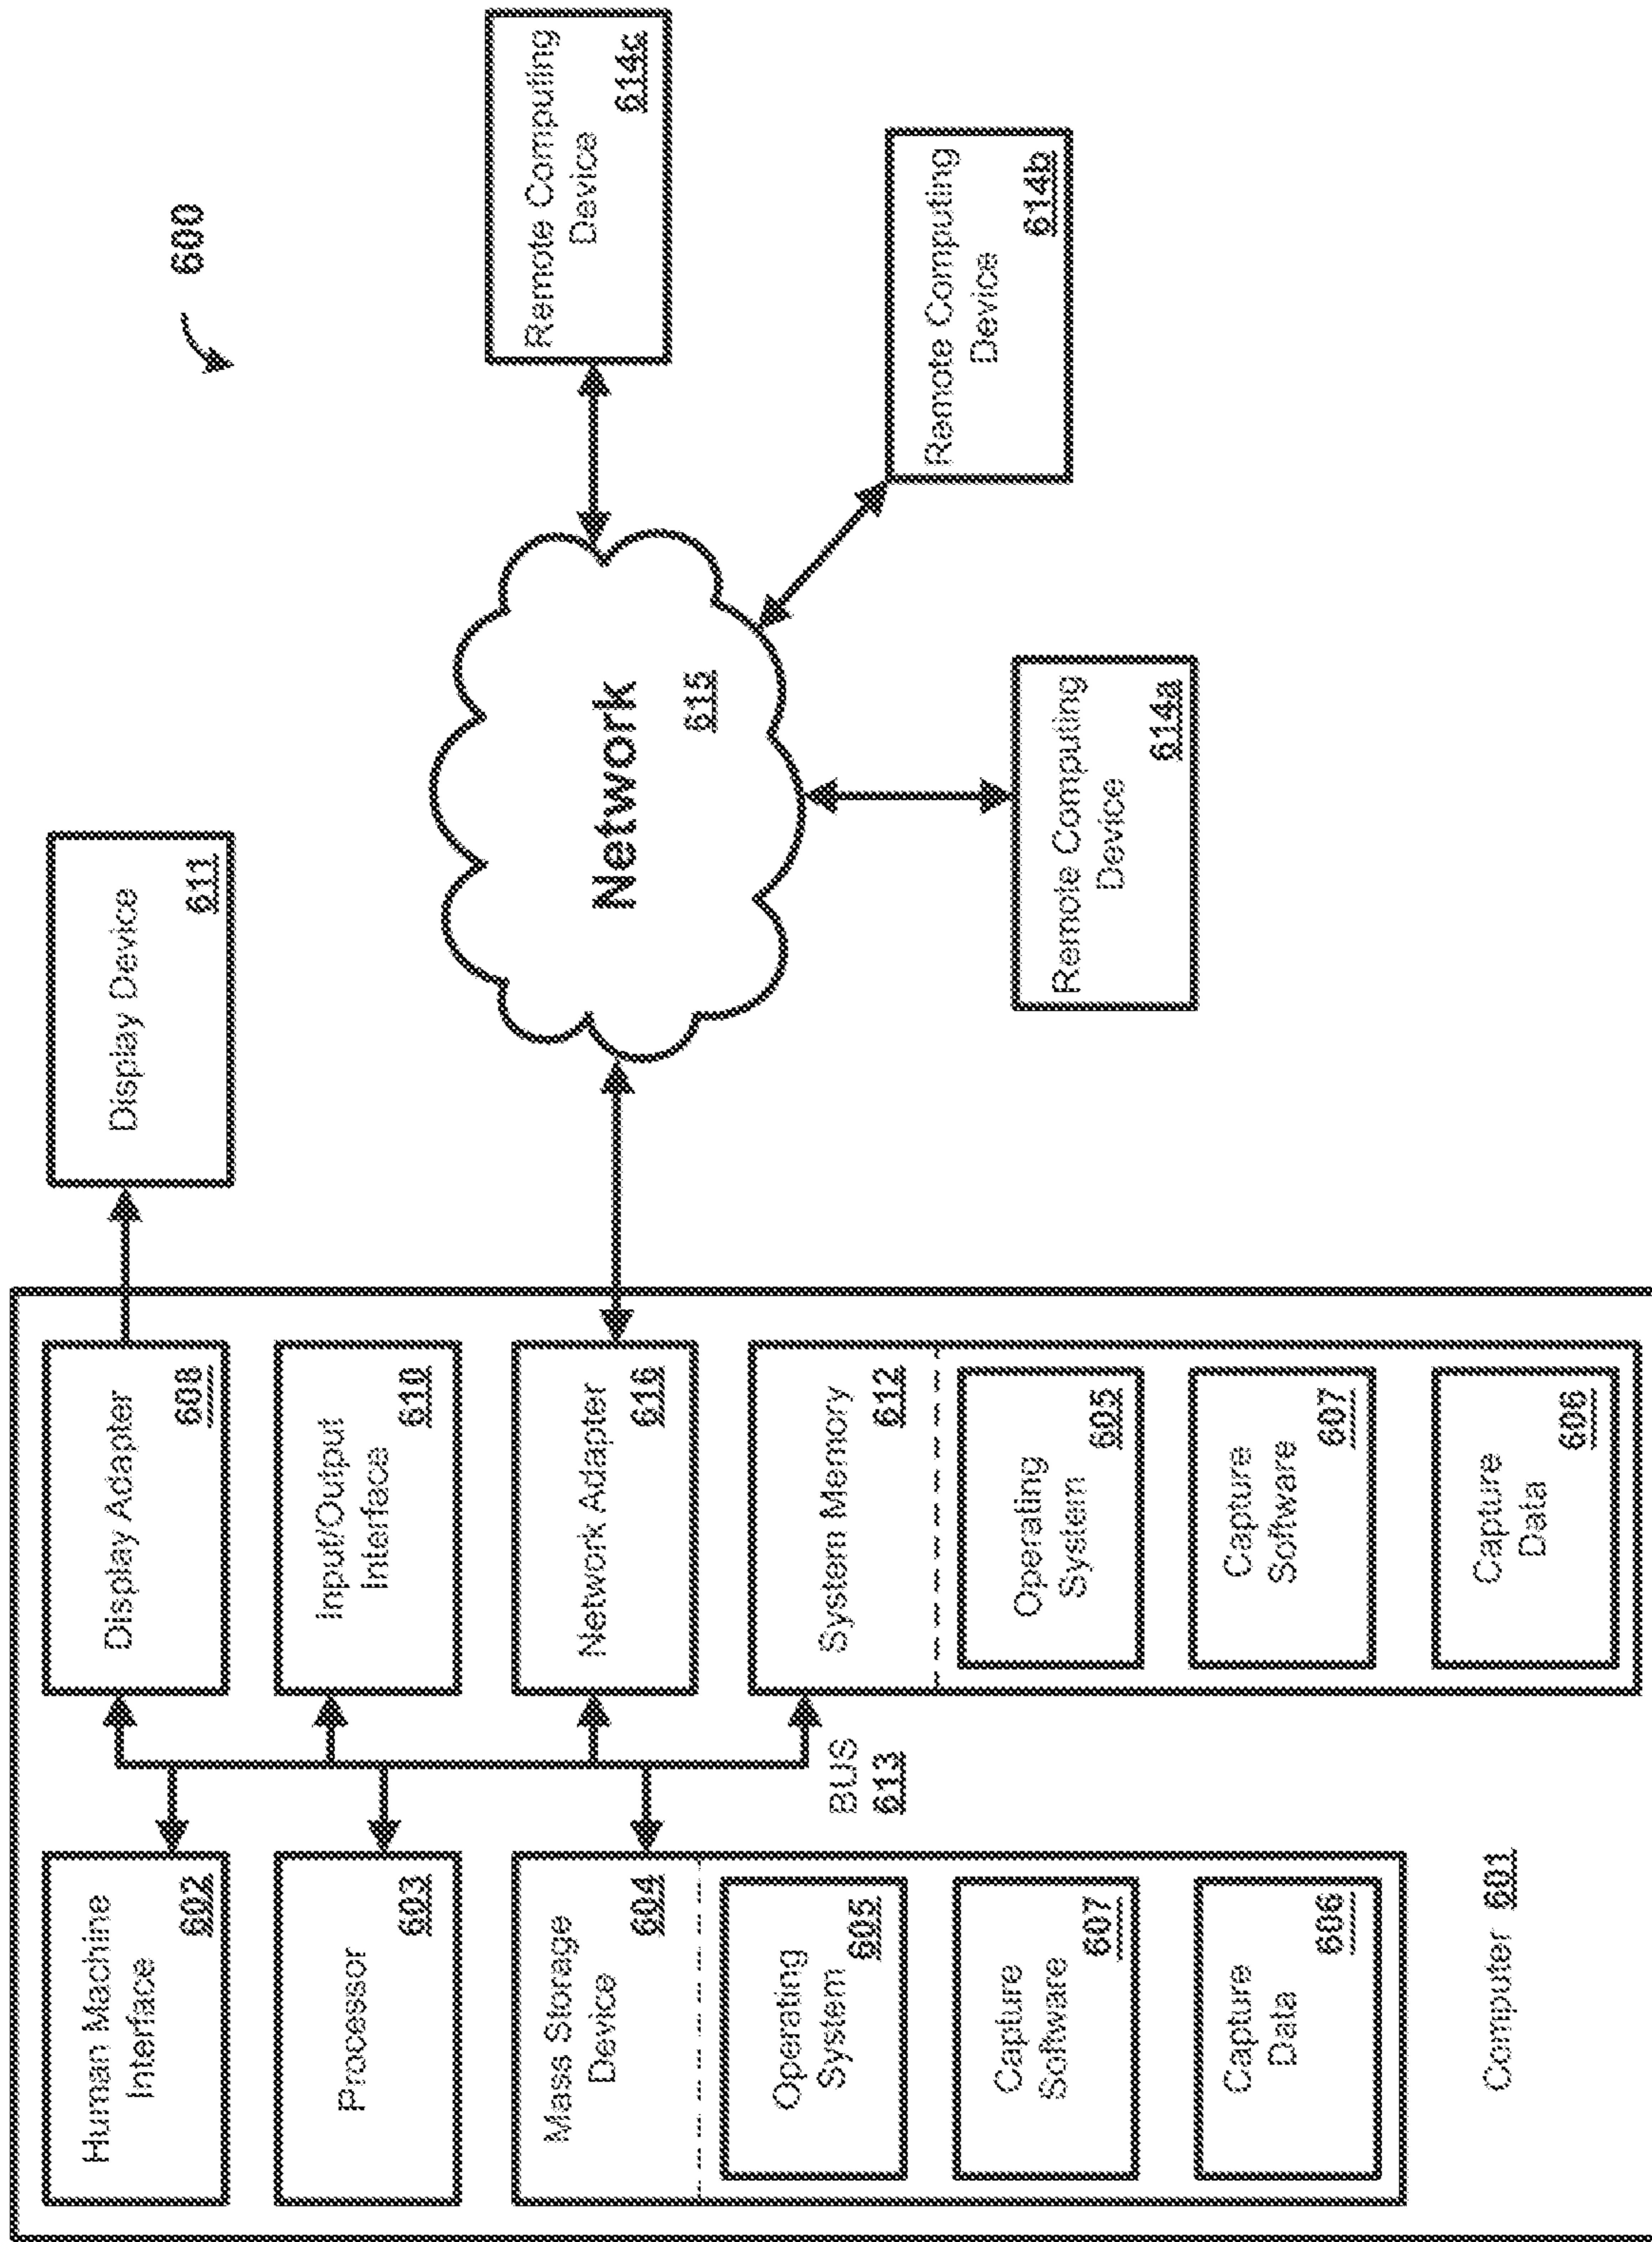 600
Human Machine
Interface
602
Processor
603
Mass Storage
Device
604
Operating
System
605
Capture
Software
607
Capture
Data
606
Computer 601
BUS
613
Display Adapter
608
Input/Output
Interface
610
Network Adapter
616
System Memory
612
Operating
System
605
Capture
Software
607
Capture
Data
606
Display Device
611
Network
615
Remote Computing
Device
614a
Remote Computing
Device
614b
Remote Computing
Device
614c